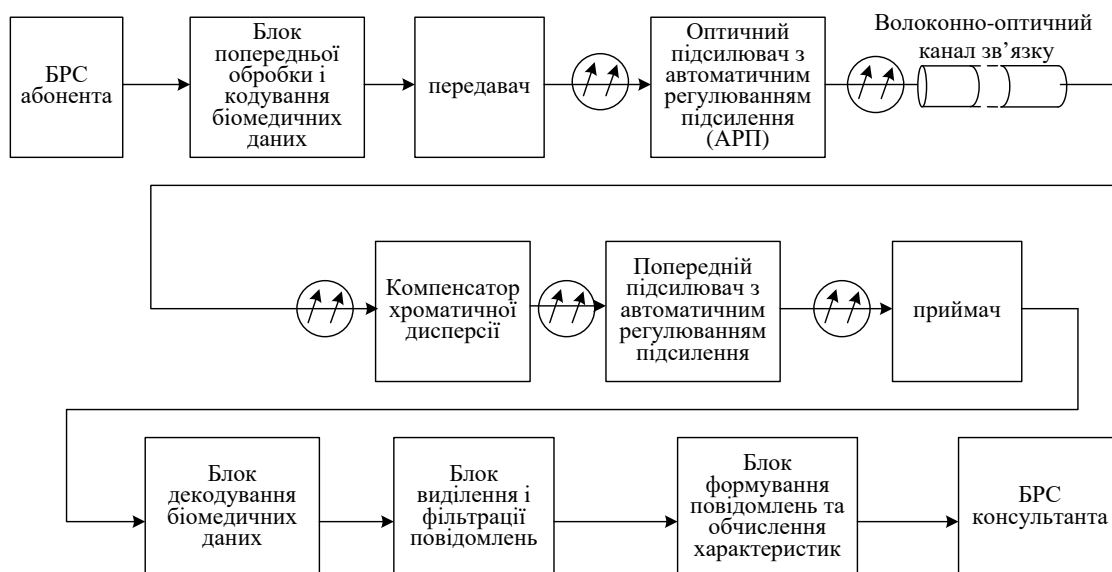 БРС
абонента
Блок
попередньої
обробки і
кодування
біомедичних
даних
передавач
Оптичний
підсилювач з
автоматичним
регулюванням
підсилення
(АРП)
Волоконно-оптичний
канал зв’язку
Компенсатор
хроматичної
дисперсії
Попередній
підсилювач з
автоматичним
регулюванням
підсилення
приймач
Блок
декодування
біомедичних
даних
Блок
виділення і
фільтрації
повідомлень
Блок
формування
повідомлень та
обчислення
характеристик
БРС
консультанта